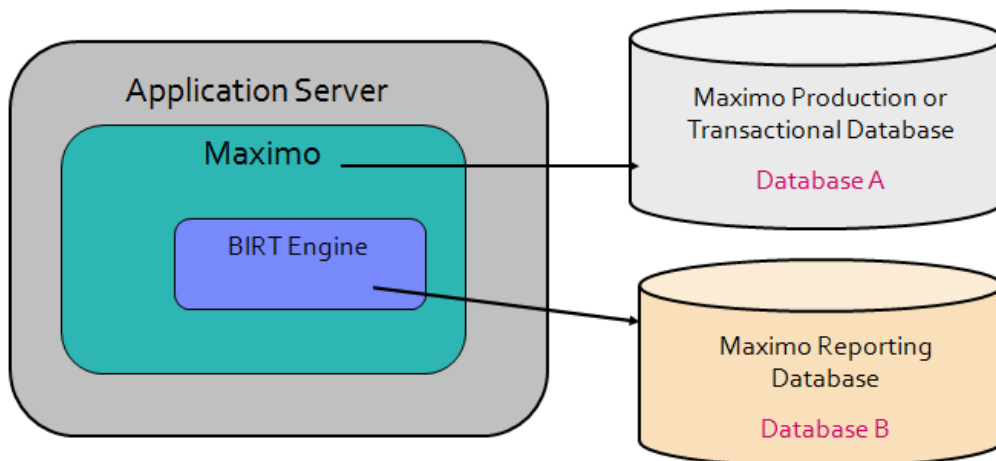 Application Server
Maximo
BIRT Engine
Maximo Production or
Transactional Database
Database A
Maximo Reporting
Database
Database B